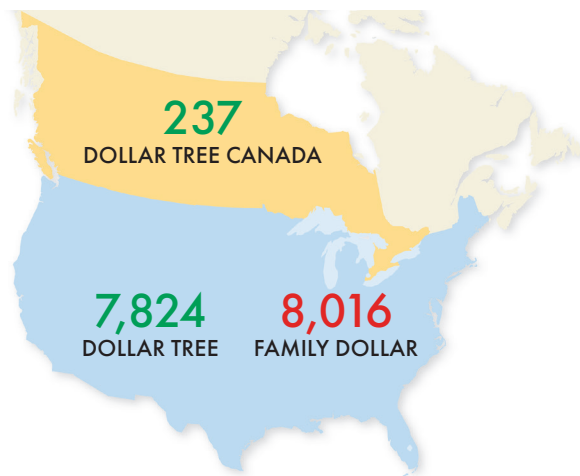 237
DOLLAR TREE CANADA
7,824
DOLLAR TREE
8,016
FAMILY DOLLAR